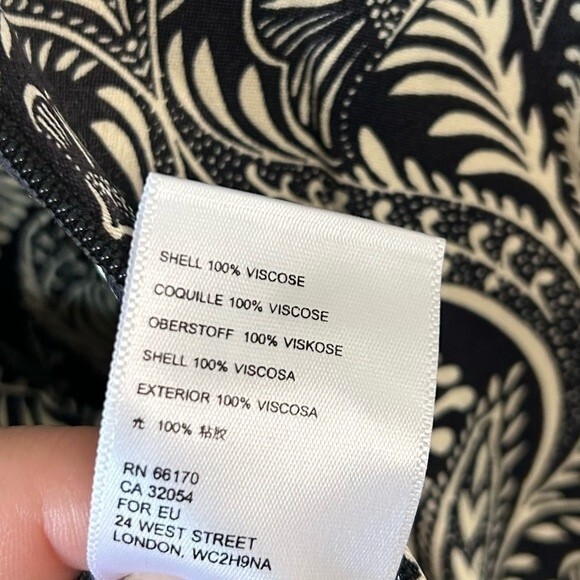 SHELL 100% VISCOSE
COQUILLE 100% VISCOSE
OBERSTOFF 100% VISKOSE
SHELL 100% VISCOSA
EXTERIOR 100% VISCOSA
100% 粘胶
RN 66170
CA 32054
FOR EU
24 WEST STREET
LONDON, WC2H9NA